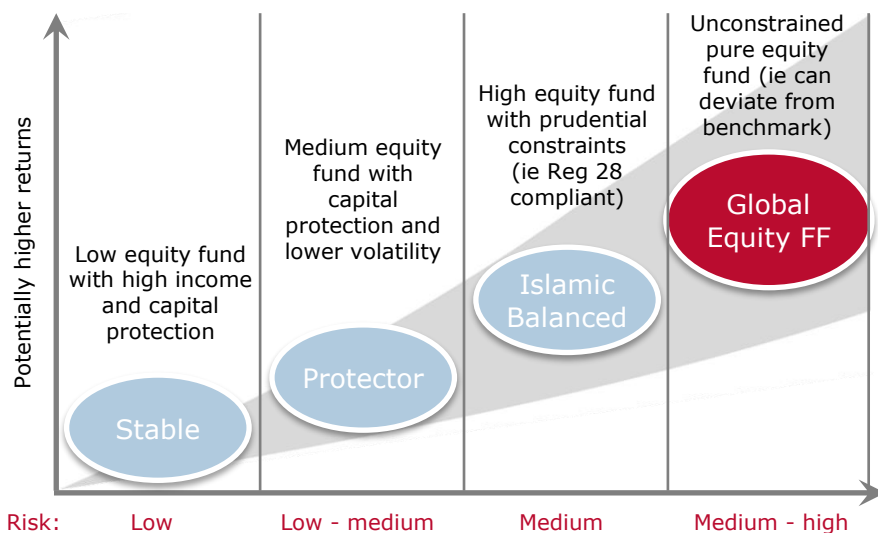 Potentially higher returns
Low equity fund
with high income
and capital
protection
Stable
Medium equity
fund with
capital
protection and
lower volatility
Protector
High equity fund
with prudential
constraints
(ie Reg 28
compliant)
Islamic
Balanced
Unconstrained
pure equity
fund (ie can
deviate from
benchmark)
Global
Equity FF
Risk: Low Low - medium Medium Medium - high